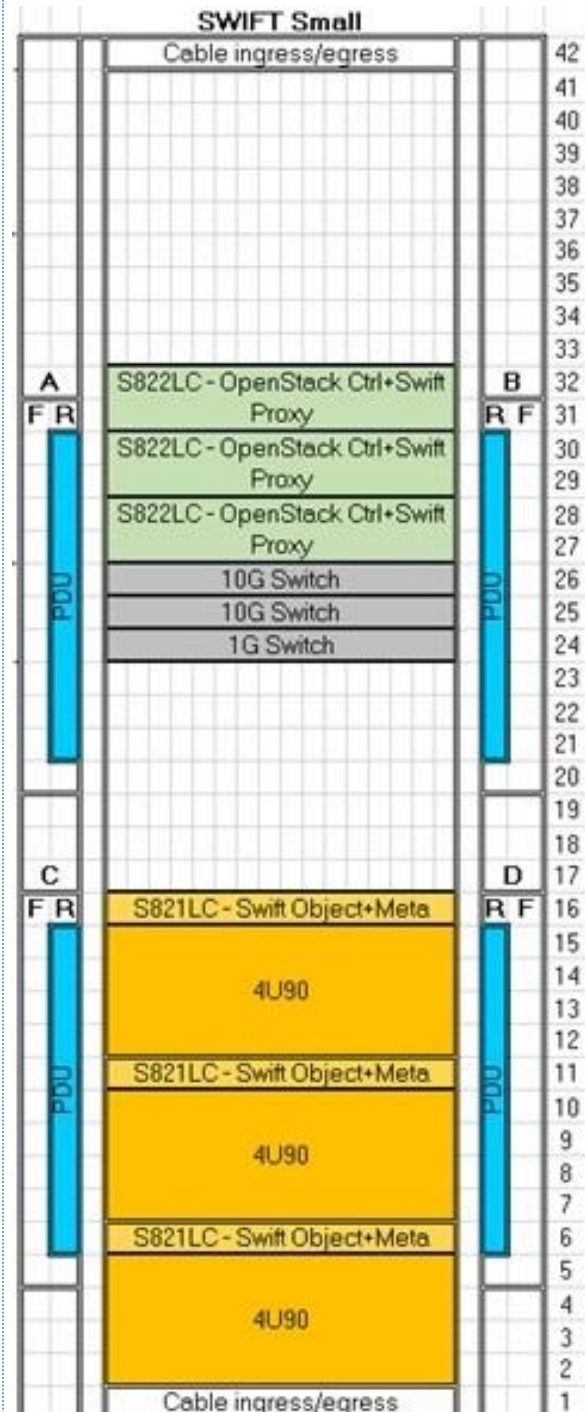 SWIFT Small
Cable ingress/egress 42
41
40
39
38
37
36
35
34
33
A S822LC - OpenStack Ctrl+Swift B 32
F R Proxy R F 31
S822LC - OpenStack Ctrl+Swift 30
Proxy 29
S822LC - OpenStack Ctrl+Swift 28
Proxy 27
PDU 10G Switch PDU 26
10G Switch 25
1G Switch 24
23
22
21
20
19
18
C D 17
F R S821LC - Swift Object+Meta R F 16
15
4U90 14
13
12
PDU S821LC - Swift Object+Meta PDU 11
10
4U90 9
8
7
S821LC - Swift Object+Meta 6
5
4U90 4
3
2
Cable ingress/egress 1